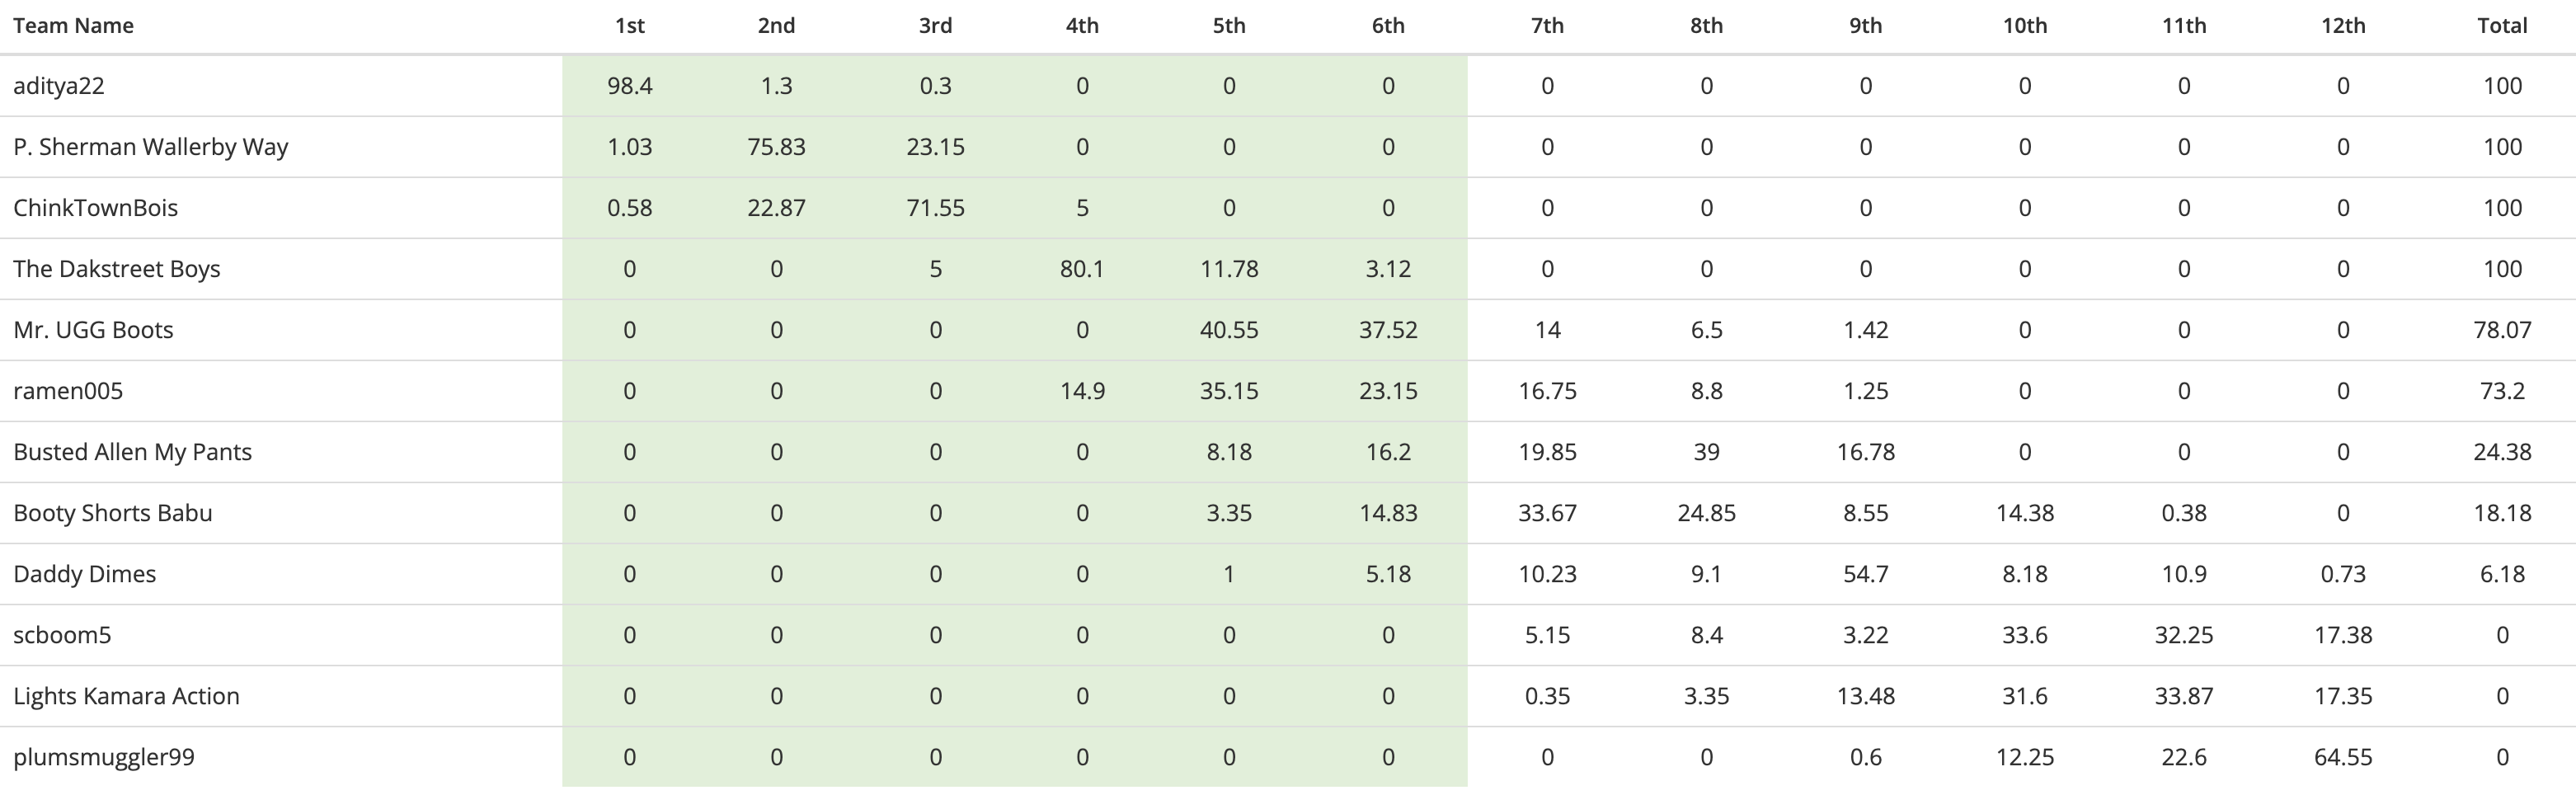 Team Name 1st 2nd 3rd 4th 5th 6th 7th 8th 9th 10th 11th 12th Total
aditya22 98.4 1.3 0.3 0 0 0 0 0 0 0 0 0 100
P. Sherman Wallerby Way 1.03 75.83 23.15 0 0 0 0 0 0 0 0 0 100
ChinkTownBois 0.58 22.87 71.55 5 0 0 0 0 0 0 0 0 100
The Dakstreet Boys 0 0 5 80.1 11.78 3.12 0 0 0 0 0 0 100
Mr. UGG Boots 0 0 0 0 40.55 37.52 14 6.5 1.42 0 0 0 78.07
ramen005 0 0 0 14.9 35.15 23.15 16.75 8.8 1.25 0 0 0 73.2
Busted Allen My Pants 0 0 0 0 8.18 16.2 19.85 39 16.78 0 0 0 24.38
Booty Shorts Babu 0 0 0 0 3.35 14.83 33.67 24.85 8.55 14.38 0.38 0 18.18
Daddy Dimes 0 0 0 0 1 5.18 10.23 9.1 54.7 8.18 10.9 0.73 6.18
scboom5 0 0 0 0 0 0 5.15 8.4 3.22 33.6 32.25 17.38 0
Lights Kamara Action 0 0 0 0 0 0 0.35 3.35 13.48 31.6 33.87 17.35 0
plumsmuggler99 0 0 0 0 0 0 0 0 0.6 12.25 22.6 64.55 0